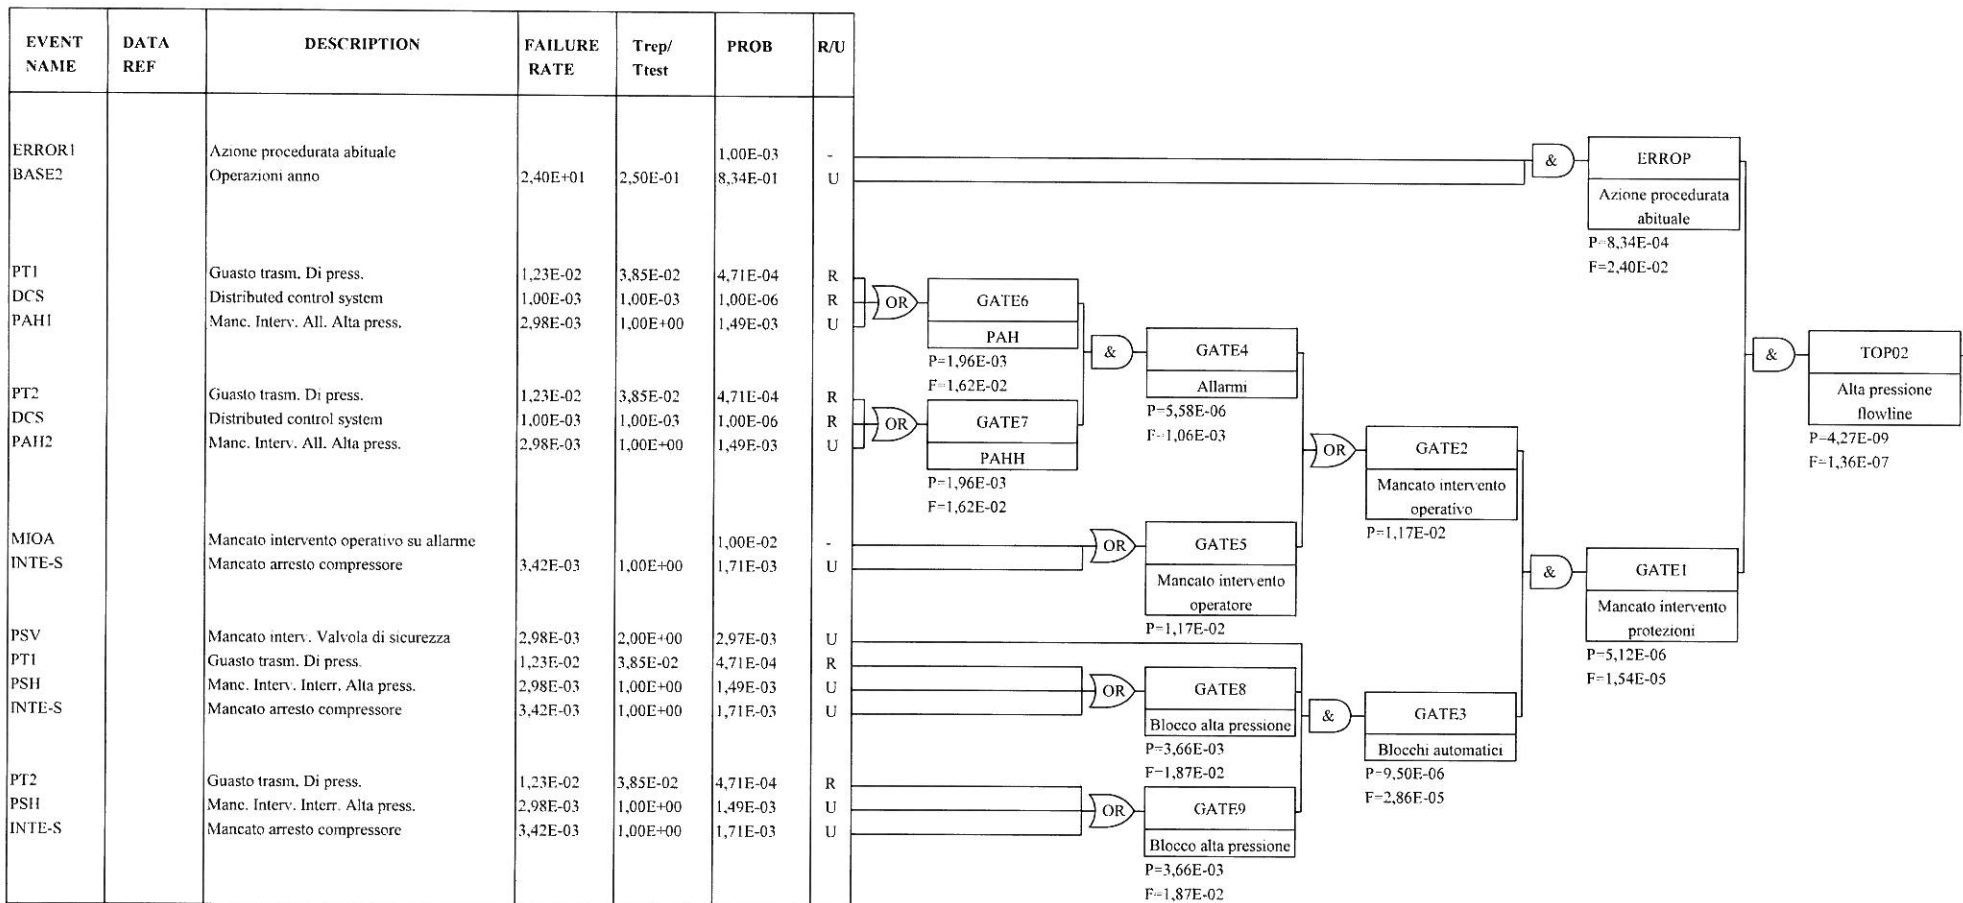 EVENT NAME DATA REF DESCRIPTION FAILURE RATE Trep/ Ttest PROB R/U
ERROR1 Azione procedurata abituale 1,00E-03 -
BASE2 Operazioni anno 2,40E+01 2,50E-01 8,34E-01 U
PT1 Guasto trasm. Di press. 1,23E-02 3,85E-02 4,71E-04 R
DCS Distributed control system 1,00E-03 1,00E-03 1,00E-06 R
PAH1 Manc. Interv. All. Alta press. 2,98E-03 1,00E+00 1,49E-03 U
PT2 Guasto trasm. Di press. 1,23E-02 3,85E-02 4,71E-04 R
DCS Distributed control system 1,00E-03 1,00E-03 1,00E-06 R
PAH2 Manc. Interv. All. Alta press. 2,98E-03 1,00E+00 1,49E-03 U
MIOA Mancato intervento operativo su allarme 1,00E-02 -
INTE-S Mancato arresto compressore 3,42E-03 1,00E+00 1,71E-03 U
PSV Mancato interv. Valvola di sicurezza 2,98E-03 2,00E+00 2,97E-03 U
PT1 Guasto trasm. Di press. 1,23E-02 3,85E-02 4,71E-04 R
PSH Manc. Interv. Interr. Alta press. 2,98E-03 1,00E+00 1,49E-03 U
INTE-S Mancato arresto compressore 3,42E-03 1,00E+00 1,71E-03 U
PT2 Guasto trasm. Di press. 1,23E-02 3,85E-02 4,71E-04 R
PSH Manc. Interv. Interr. Alta press. 2,98E-03 1,00E+00 1,49E-03 U
INTE-S Mancato arresto compressore 3,42E-03 1,00E+00 1,71E-03 U
&
ERROP
Azione procedurata
abituale
P=8,34E-04
F=2,40E-02
OR
GATE6
PAH
P=1,96E-03
F=1,62E-02
OR
GATE7
PAHH
P=1,96E-03
F=1,62E-02
&
GATE4
Allarmi
P=5,58E-06
F=1,06E-03
OR
GATE5
Mancato intervento
operatore
P=1,17E-02
OR
GATE2
Mancato intervento
operativo
P=1,17E-02
OR
GATE8
Blocco alta pressione
P=3,66E-03
F=1,87E-02
OR
GATE9
Blocco alta pressione
P=3,66E-03
F=1,87E-02
&
GATE3
Blocchi automatici
P=9,50E-06
F=2,86E-05
&
GATE1
Mancato intervento
protezioni
P=5,12E-06
F=1,54E-05
&
TOP02
Alta pressione
flowline
P=4,27E-09
F=1,36E-07